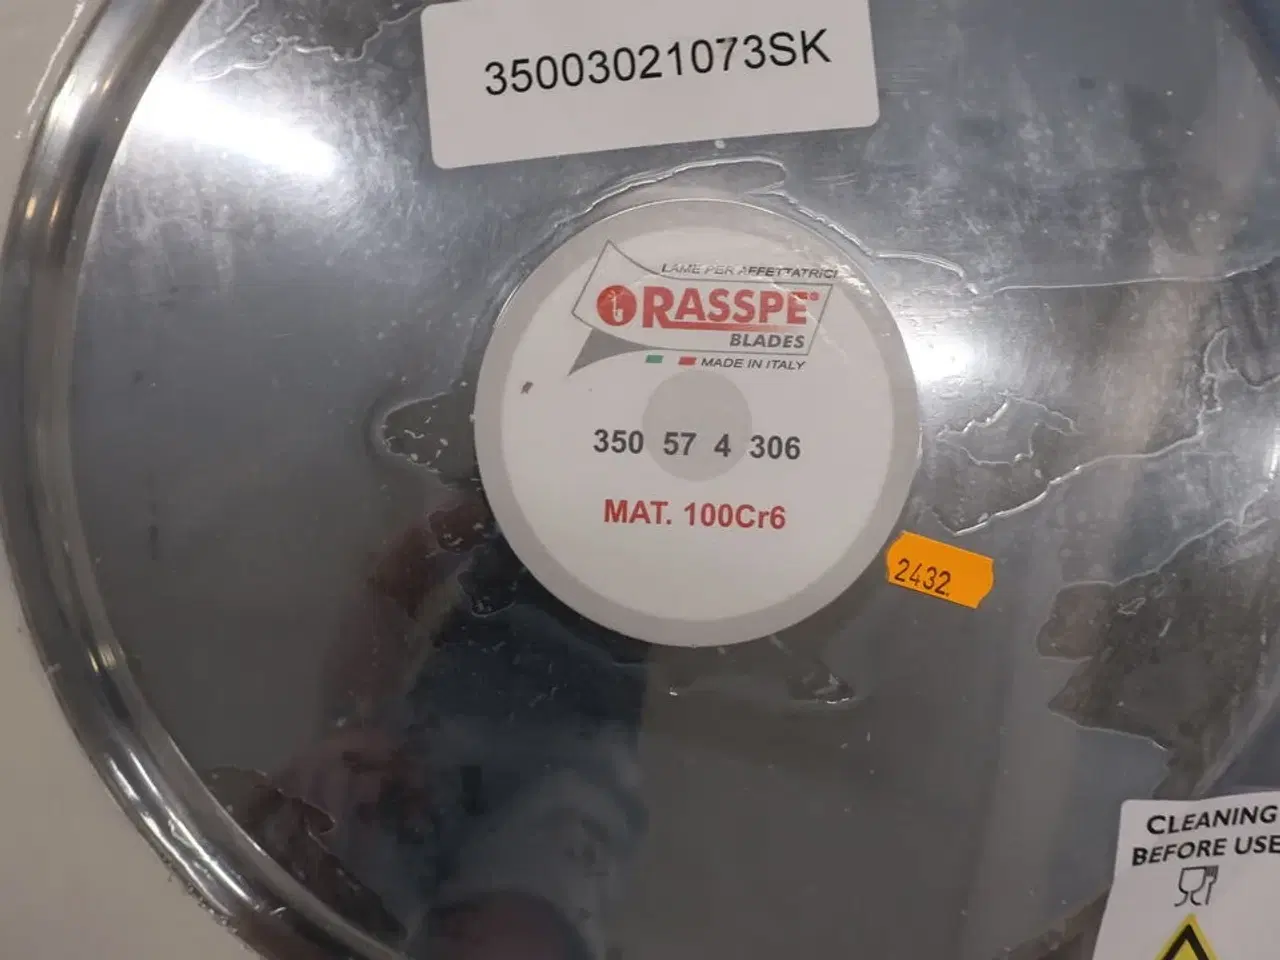 35003021073SK
LAME PER AFFETTATRICI
RASSPE®
BLADES
MADE IN ITALY
350 57 4 306
MAT. 100Cr6
2432
CLEANING
BEFORE USE